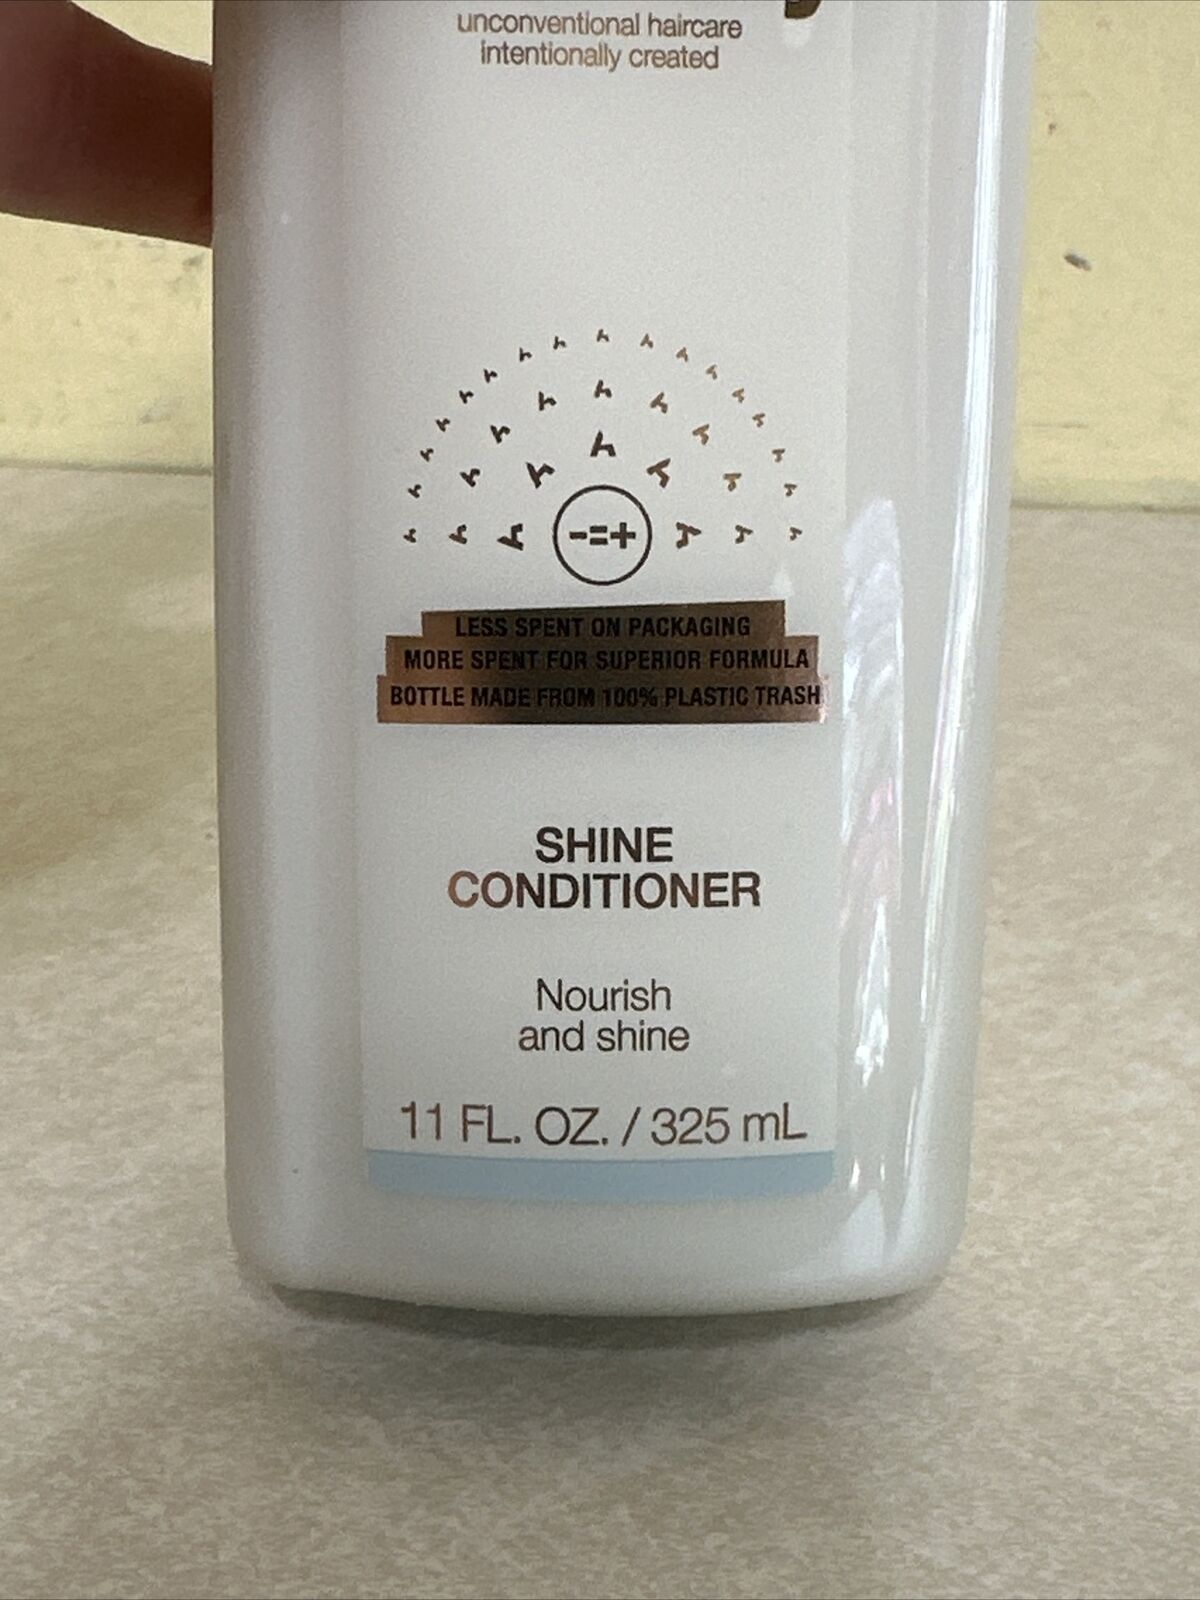 unconventional haircare
intentionally created
-=+
LESS SPENT ON PACKAGING
MORE SPENT FOR SUPERIOR FORMULA
BOTTLE MADE FROM 100% PLASTIC TRASH
SHINE
CONDITIONER
Nourish
and shine
11 FL. OZ. / 325 mL